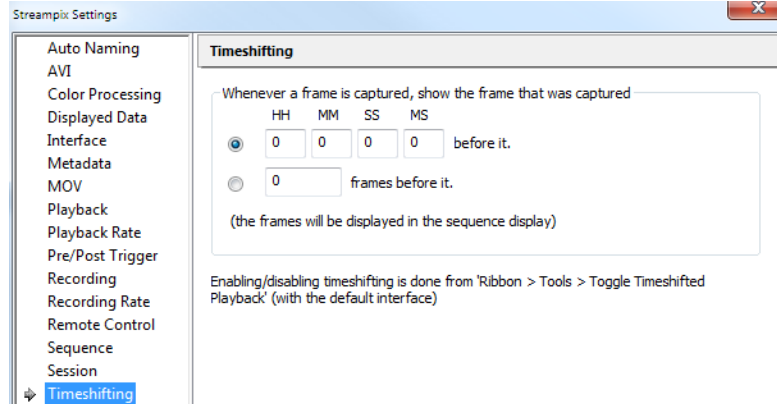 Streampix Settings
Auto Naming
AVI
Color Processing
Displayed Data
Interface
Metadata
MOV
Playback
Playback Rate
Pre/Post Trigger
Recording
Recording Rate
Remote Control
Sequence
Session
Timeshifting
Timeshifting
Whenever a frame is captured, show the frame that was captured
HH MM SS MS
0 0 0 0 before it.
0 frames before it.
(the frames will be displayed in the sequence display)
Enabling/disabling timeshifting is done from 'Ribbon > Tools > Toggle Timeshifted
Playback' (with the default interface)